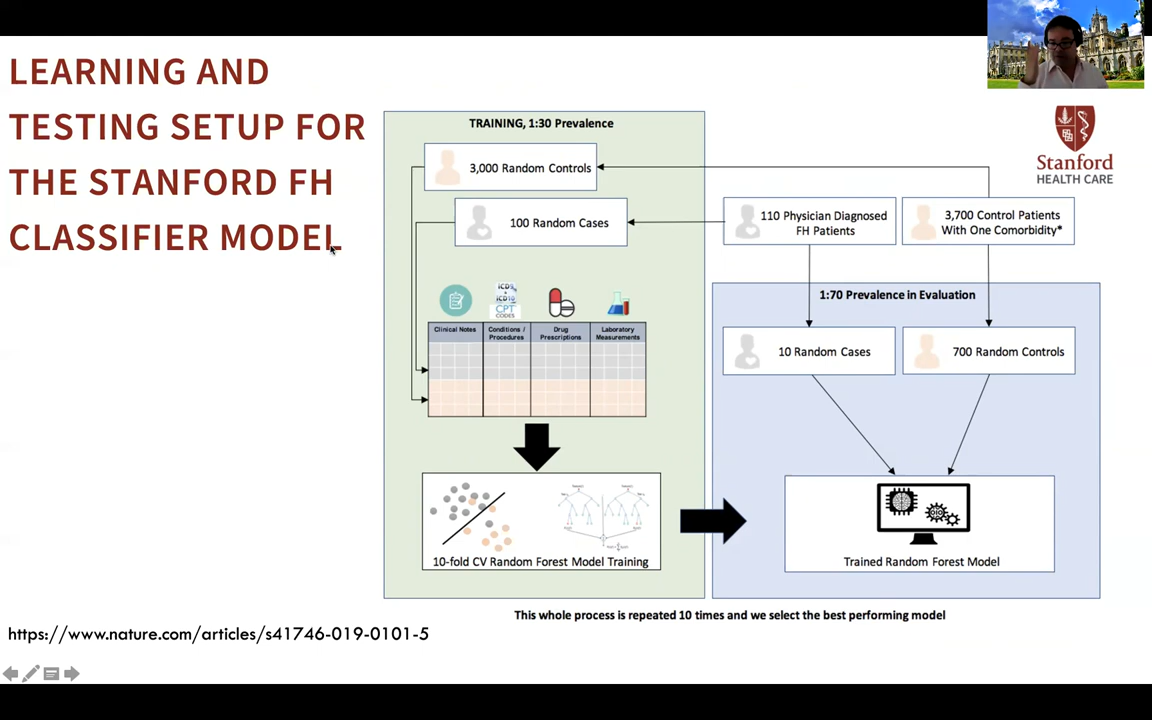 LEARNING AND
TESTING SETUP FOR
THE STANFORD FH
CLASSIFIER MODEL
Stanford
HEALTH CARE
TRAINING, 1:30 Prevalence
3,000 Random Controls
100 Random Cases
110 Physician Diagnosed
FH Patients
3,700 Control Patients
With One Comorbidity*
ICD9
ICD10
CPT
CODES
Clinical Notes
Conditions /
Procedures
Drug
Prescriptions
Laboratory
Measurements
1:70 Prevalence in Evaluation
10 Random Cases
700 Random Controls
10-fold CV Random Forest Model Training
Trained Random Forest Model
This whole process is repeated 10 times and we select the best performing model
https://www.nature.com/articles/s41746-019-0101-5